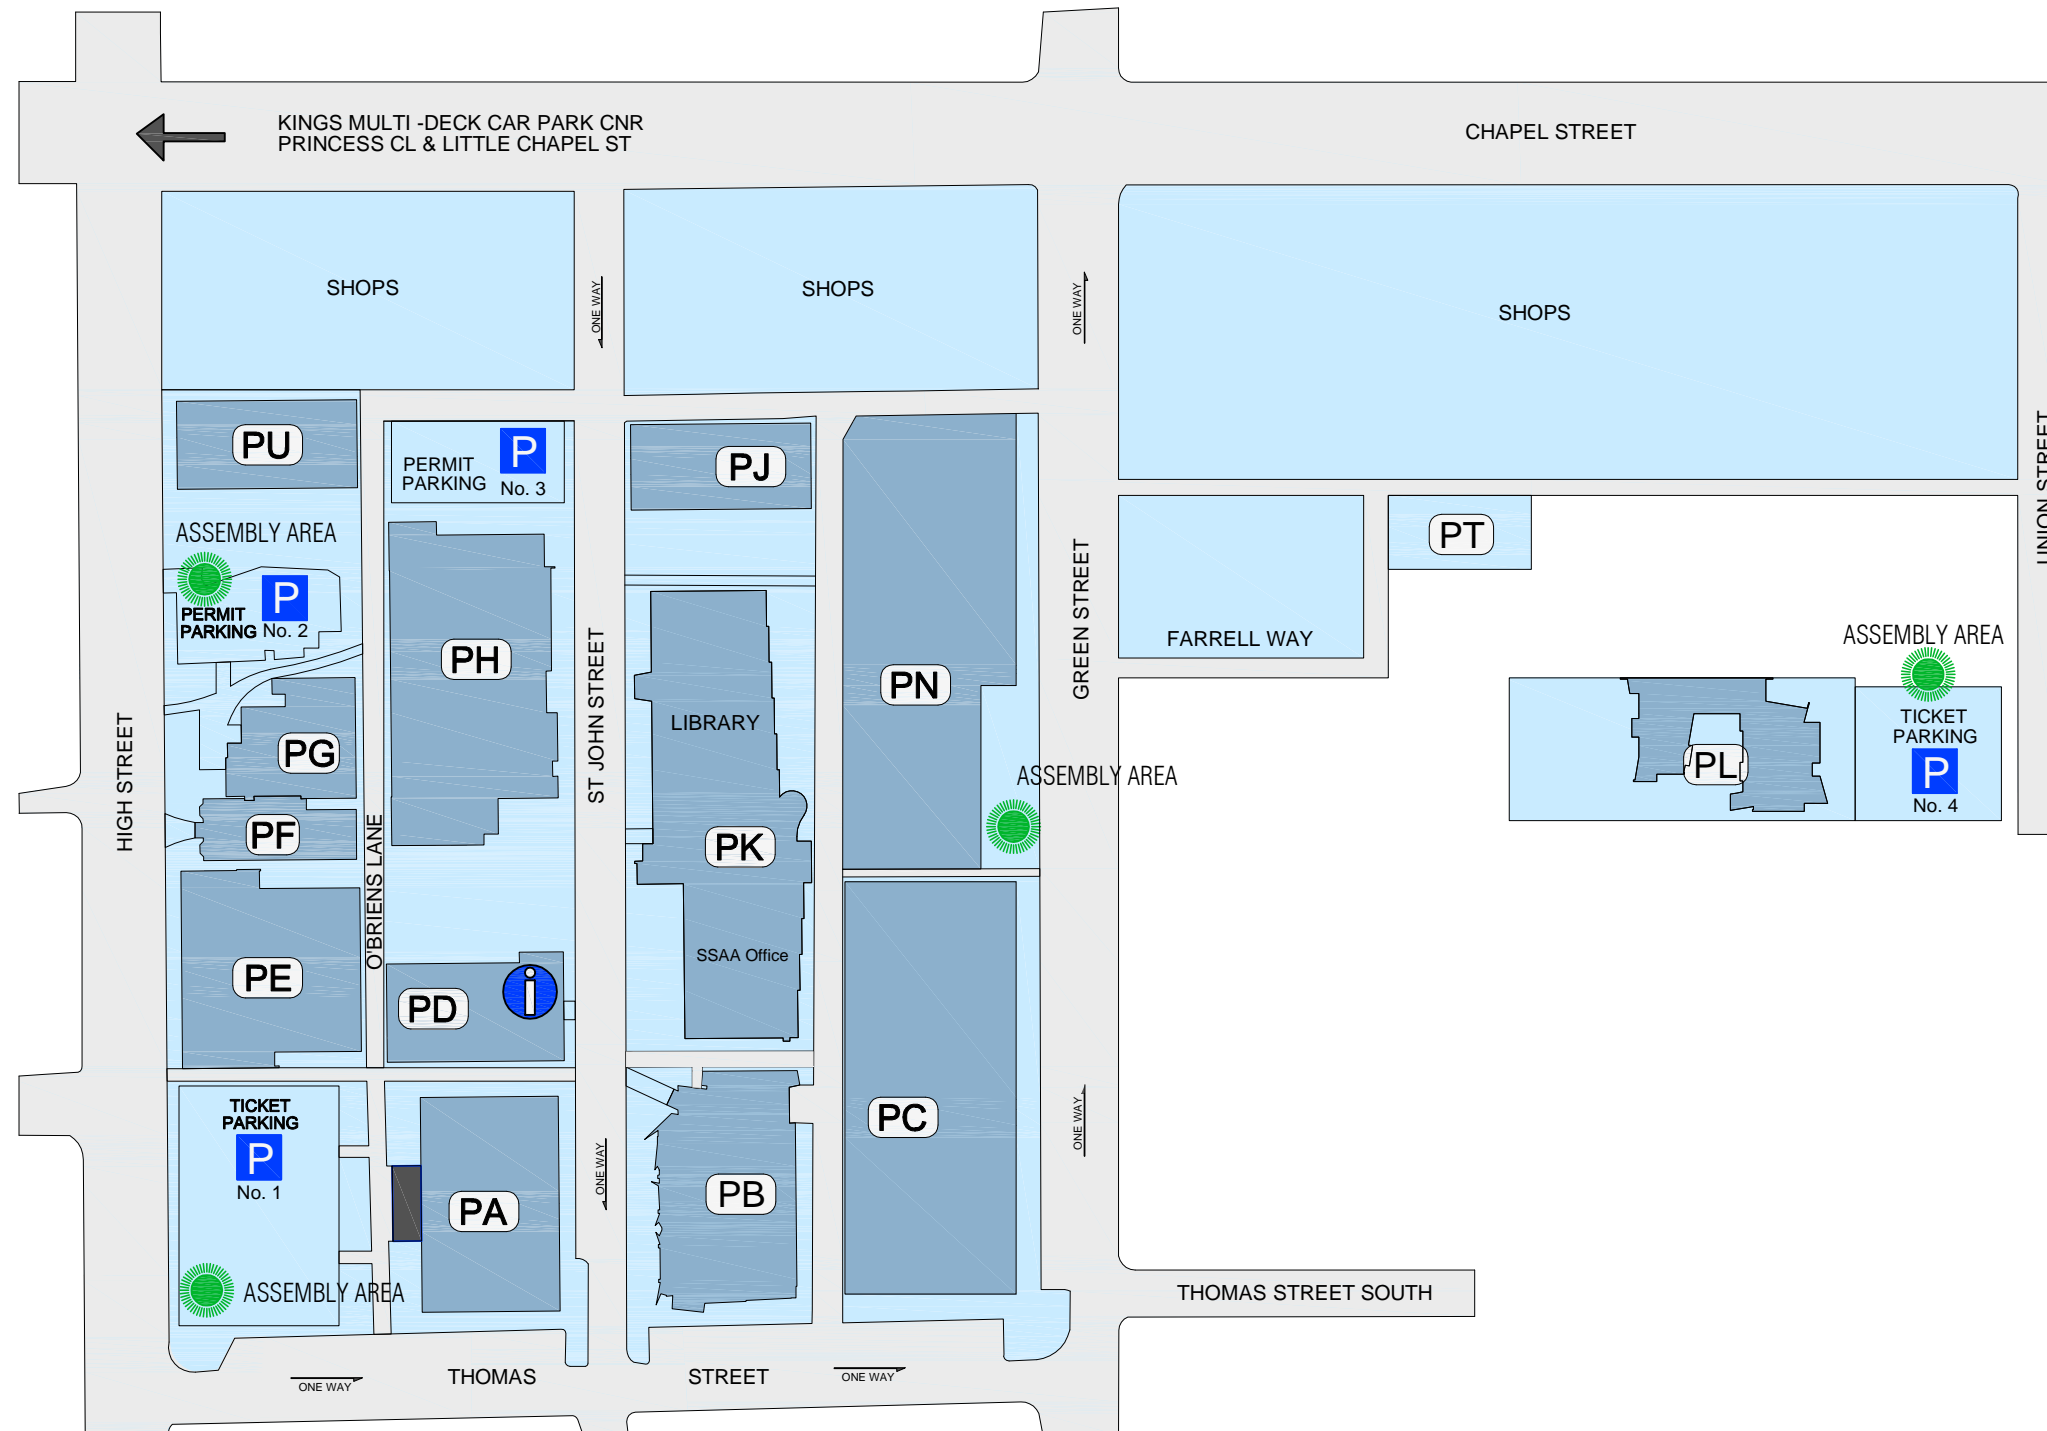 KINGS MULTI -DECK CAR PARK CNR
PRINCESS CL & LITTLE CHAPEL ST
CHAPEL STREET
SHOPS
ONE WAY
SHOPS
ONE WAY
SHOPS
UNION STREET
PU
PERMIT
PARKING
P
No. 3
PJ
ASSEMBLY AREA
P
PERMIT
PARKING
No. 2
PH
ST JOHN STREET
PN
GREEN STREET
FARRELL WAY
PT
ASSEMBLY AREA
TICKET
PARKING
P
No. 4
PL
HIGH STREET
PG
PF
O'BRIENS LANE
LIBRARY
PK
ASSEMBLY AREA
PE
PD
i
SSAA Office
TICKET
PARKING
P
No. 1
ASSEMBLY AREA
PA
ONE WAY
PB
PC
ONE WAY
THOMAS STREET SOUTH
ONE WAY
THOMAS
STREET
ONE WAY